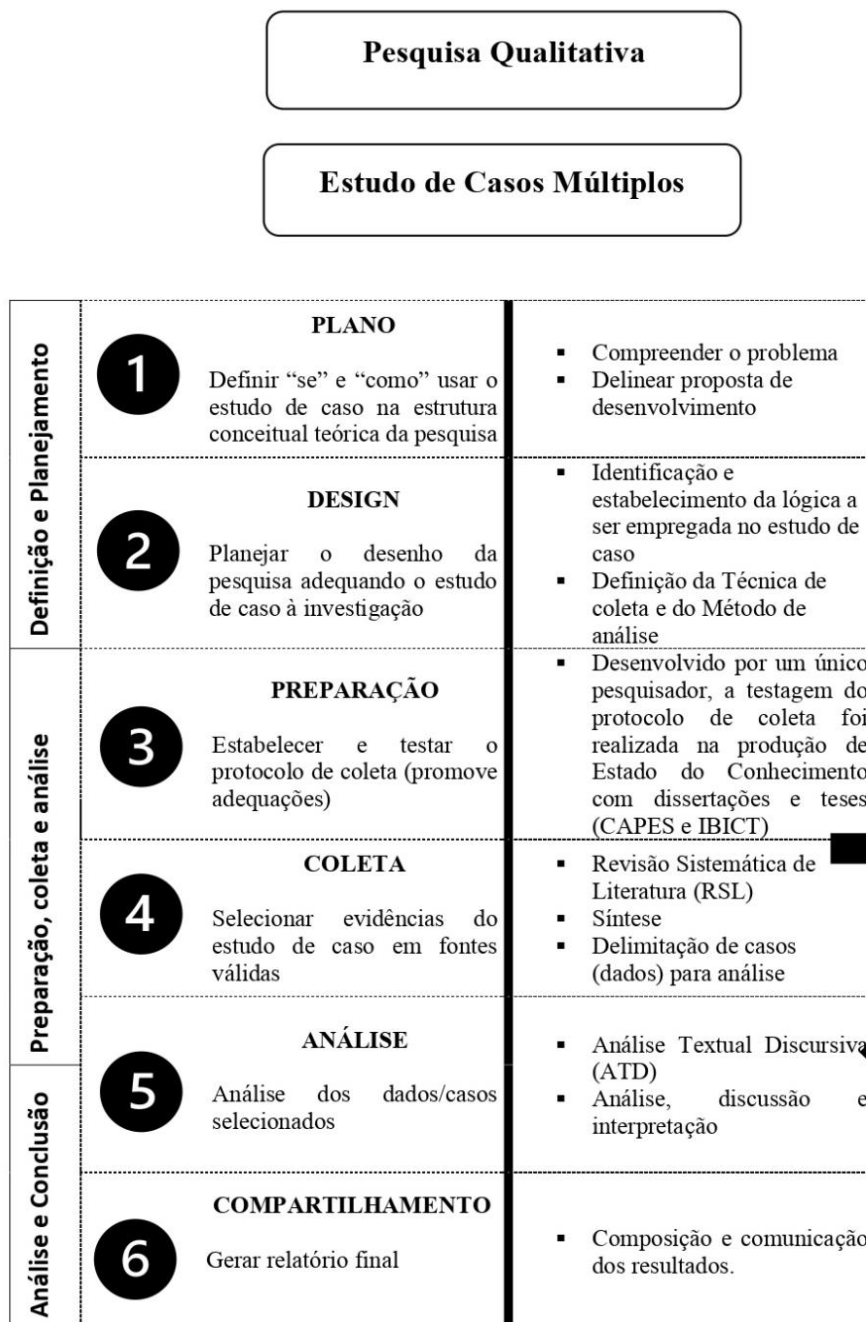 Pesquisa Qualitativa
Estudo de Casos Múltiplos
Definição e Planejamento
1
PLANO
Definir “se” e “como” usar o
estudo de caso na estrutura
conceitual teórica da pesquisa
▪ Compreender o problema
▪ Delinear proposta de
desenvolvimento
2
DESIGN
Planejar o desenho da
pesquisa adequando o estudo
de caso à investigação
▪ Identificação e
estabelecimento da lógica a
ser empregada no estudo de
caso
▪ Definição da Técnica de
coleta e do Método de
análise
Preparação, coleta e análise
3
PREPARAÇÃO
Estabelecer e testar o
protocolo de coleta (promove
adequações)
▪ Desenvolvido por um único
pesquisador, a testagem do
protocolo de coleta foi
realizada na produção de
Estado do Conhecimento
com dissertações e teses
(CAPES e IBICT)
4
COLETA
Selecionar evidências do
estudo de caso em fontes
válidas
▪ Revisão Sistemática de
Literatura (RSL)
▪ Síntese
▪ Delimitação de casos
(dados) para análise
5
ANÁLISE
Análise dos dados/casos
selecionados
▪ Análise Textual Discursiva
(ATD)
▪ Análise, discussão e
interpretação
Análise e Conclusão
6
COMPARTILHAMENTO
Gerar relatório final
▪ Composição e comunicação
dos resultados.